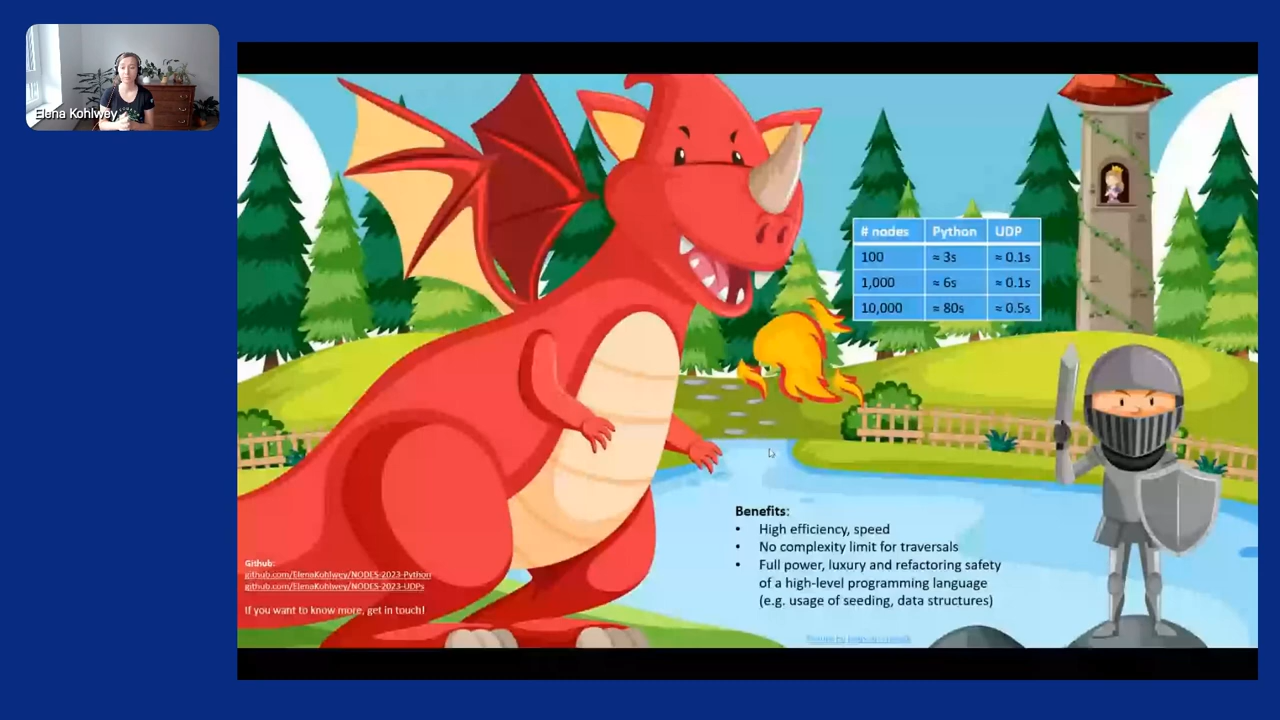 Elena Kohlwey
# nodes Python UDP
100 ≈ 3s ≈ 0.1s
1,000 ≈ 6s ≈ 0.1s
10,000 ≈ 80s ≈ 0.5s
Benefits:
• High efficiency, speed
• No complexity limit for traversals
• Full power, luxury and refactoring safety
of a high-level programming language
(e.g. usage of seeding, data structures)
Github:
github.com/ElenaKohlwey/NODES-2023-Python
github.com/ElenaKohlwey/NODES-2023-UDPs
If you want to know more, get in touch!